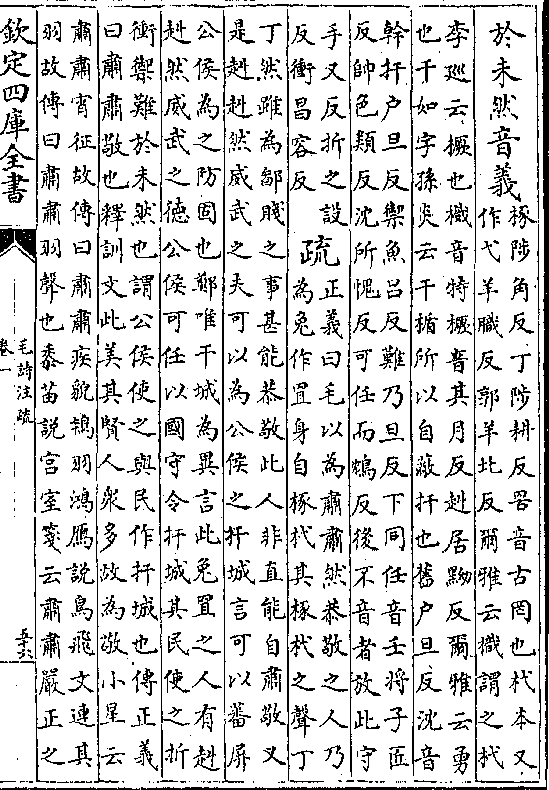 於未然音義椓陟角反丁陟耕反罟音古罔也杙本又
作弋羊職反郭羊北反爾雅云樴謂之杙
李廵云橛也樴音特橛瞢其月反赳居黝反爾雅云勇
也干如字孫炎云干楯所以自蔽扞也舊户旦反沈音
幹扞户旦反禦魚呂反難乃旦反下同任音壬將子匠
反帥色類反沈所愧反可任而鴆反後不音者放此守
手又反折之設
反衝昌容反
疏正義曰毛以為肅肅然恭敬之人乃
為兔作罝身自椓杙其椓杙之聲丁
丁然雖為鄙賤之事甚能恭敬此人非直能自肅敬又
是赳赳然威武之夫可以為公侯之扞城言可以蕃屏
公侯為之防固也鄭唯干城為異言此兔罝之人有赳
赳然威武之德公侯可任以國守令扞城其民使之折
衝禦難於未然也謂公侯使之與民作扞城也傳正義
曰肅肅敬也釋訓文此美其賢人衆多故為敬小星云
肅肅宵征故傳曰肅肅疾貌鴇羽鴻鴈說鳥飛文連其
羽故傳曰肅肅羽聲也黍苗説宫室箋云肅肅嚴正之
欽定四庫全書
毛詩注疏
卷一
五十六